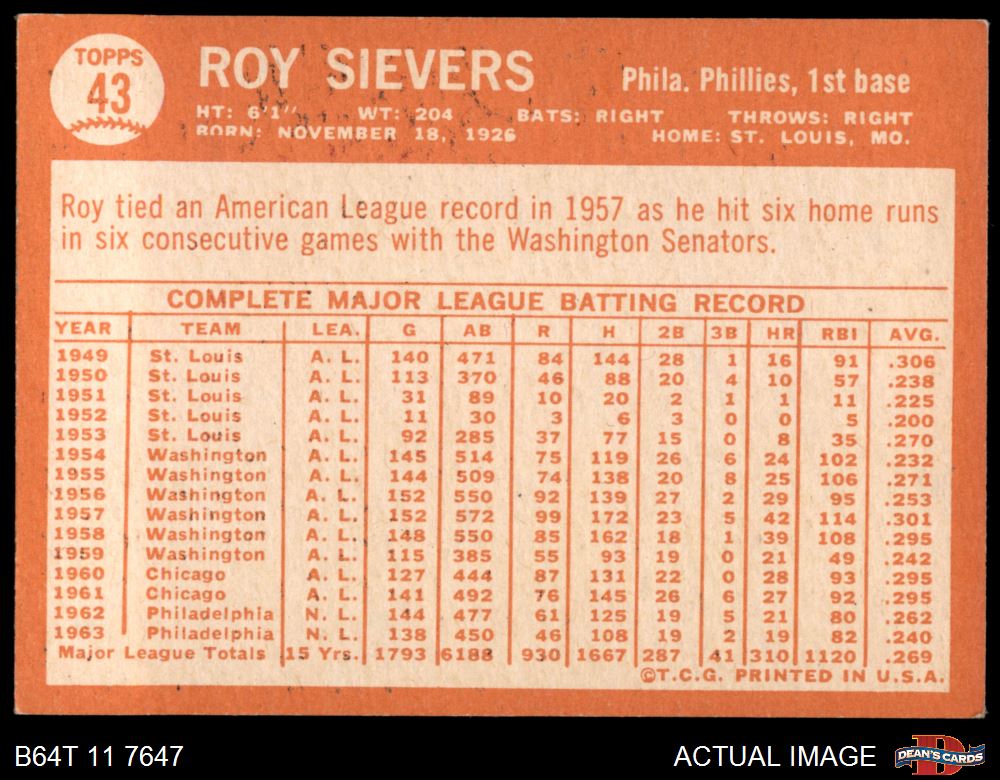 TOPPS
43
ROY SIEVERS
Phila. Phillies, 1st base
HT: 6'1" WT: 204 BATS: RIGHT THROWS: RIGHT
BORN: NOVEMBER 18, 1926 HOME: ST. LOUIS, MO.
Roy tied an American League record in 1957 as he hit six home runs
in six consecutive games with the Washington Senators.
COMPLETE MAJOR LEAGUE BATTING RECORD
YEAR TEAM LEA. G AB R H 2B 3B HR RBI AVG.
1949 St. Louis A. L. 140 471 84 144 28 1 16 91 .306
1950 St. Louis A. L. 113 370 46 88 20 4 10 57 .238
1951 St. Louis A. L. 31 89 10 20 2 1 1 11 .225
1952 St. Louis A. L. 11 30 3 6 3 0 0 5 .200
1953 St. Louis A. L. 92 285 37 77 15 0 8 35 .270
1954 Washington A. L. 145 514 75 119 26 6 24 102 .232
1955 Washington A. L. 144 509 74 138 20 8 25 106 .271
1956 Washington A. L. 152 550 92 139 27 2 29 95 .253
1957 Washington A. L. 152 572 99 172 23 5 42 114 .301
1958 Washington A. L. 148 550 85 162 18 1 39 108 .295
1959 Washington A. L. 115 385 55 93 19 0 21 49 .242
1960 Chicago A. L. 127 444 87 131 22 0 28 93 .295
1961 Chicago A. L. 141 492 76 145 26 6 27 92 .295
1962 Philadelphia N. L. 144 477 61 125 19 5 21 80 .262
1963 Philadelphia N. L. 138 450 46 108 19 2 19 82 .240
Major League Totals 15 Yrs. 1793 6188 930 1667 287 41 310 1120 .269
©T.C.G. PRINTED IN U.S.A.
B64T 11 7647 ACTUAL IMAGE
D
DEAN'S CARDS